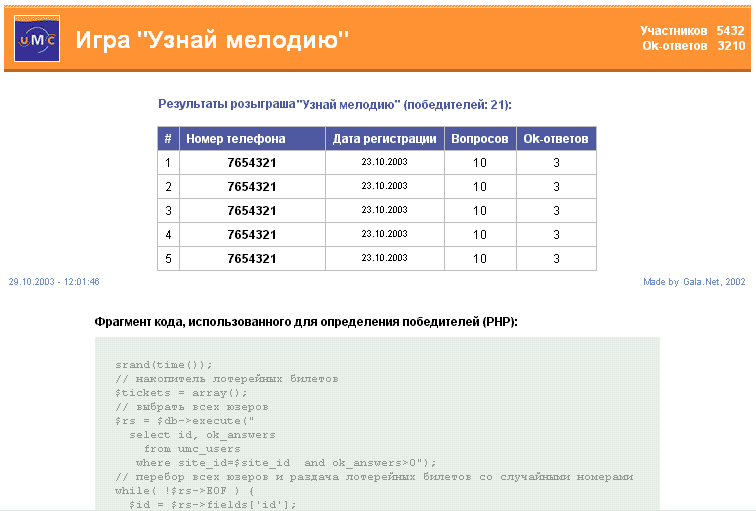 UMC
Игра "Узнай мелодию"
Участников 5432
Ok-ответов 3210
Результаты розыграша "Узнай мелодию" (победителей: 21):
# Номер телефона Дата регистрации Вопросов Ok-ответов
1 7654321 23.10.2003 10 3
2 7654321 23.10.2003 10 3
3 7654321 23.10.2003 10 3
4 7654321 23.10.2003 10 3
5 7654321 23.10.2003 10 3
29.10.2003 - 12:01:46 Made by Gala.Net, 2002
Фрагмент кода, использованного для определения победителей (PHP):
srand(time());
// накопитель лотерейных билетов
$tickets = array();
// выбрать всех юзеров
$rs = $db->execute("
select id, ok_answers
from umc_users
where site_id=$site_id and ok_answers>0");
// перебор всех юзеров и раздача лотерейных билетов со случайными номерами
while( !$rs->EOF ) {
$id = $rs->fields['id'];